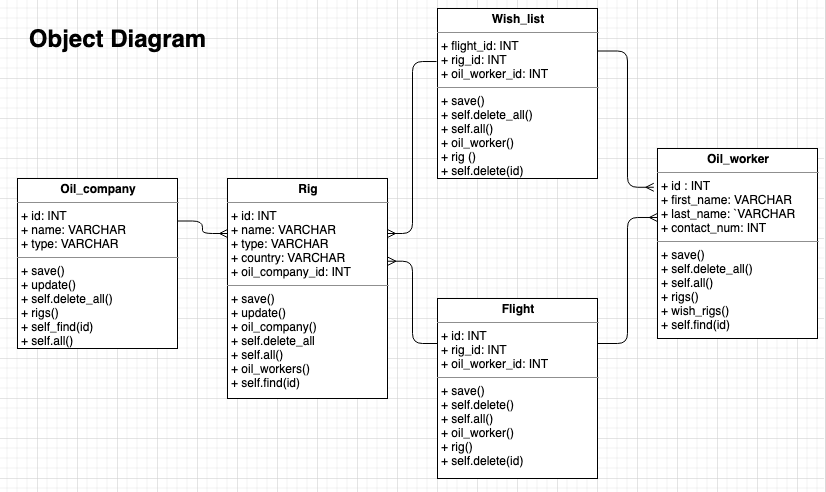 Object Diagram
Wish_list
+ flight_id: INT
+ rig_id: INT
+ oil_worker_id: INT
+ save()
+ self.delete_all()
+ self.all()
+ oil_worker()
+ rig ()
+ self.delete(id)
Oil_company
+ id: INT
+ name: VARCHAR
+ type: VARCHAR
+ save()
+ update()
+ self.delete_all()
+ rigs()
+ self_find(id)
+ self.all()
Rig
+ id: INT
+ name: VARCHAR
+ type: VARCHAR
+ country: VARCHAR
+ oil_company_id: INT
+ save()
+ update()
+ oil_company()
+ self.delete_all
+ self.all()
+ oil_workers()
+ self.find(id)
Flight
+ id: INT
+ rig_id: INT
+ oil_worker_id: INT
+ save()
+ self.delete()
+ self.all()
+ oil_worker()
+ rig()
+ self.delete(id)
Oil_worker
+ id : INT
+ first_name: VARCHAR
+ last_name: `VARCHAR
+ contact_num: INT
+ save()
+ self.delete_all()
+ self.all()
+ rigs()
+ wish_rigs()
+ self.find(id)